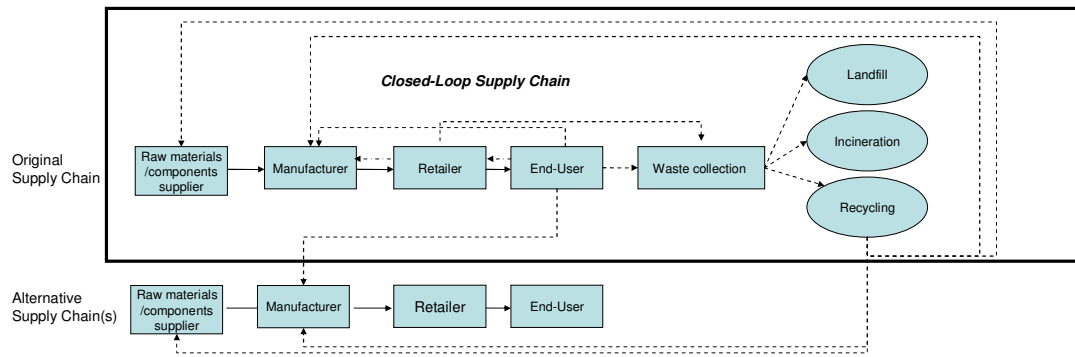 Closed-Loop Supply Chain
Landfill
Incineration
Recycling
Original
Supply Chain
Raw materials
/components
supplier
Manufacturer
Retailer
End-User
Waste collection
Alternative
Supply Chain(s)
Raw materials
/components
supplier
Manufacturer
Retailer
End-User